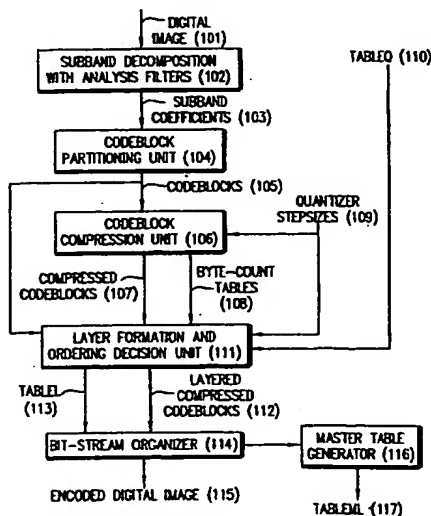 DIGITAL
IMAGE (101)
SUBBAND DECOMPOSITION
WITH ANALYSIS FILTERS (102)
TABLEQ (110)
SUBBAND
COEFFICIENTS (103)
CODEBLOCK
PARTITIONING UNIT (104)
CODEBLOCKS (105)
QUANTIZER
STEPSIZES (109)
CODEBLOCK
COMPRESSION UNIT (106)
COMPRESSED
CODEBLOCKS (107)
BYTE-COUNT
TABLES
(108)
LAYER FORMATION AND
ORDERING DECISION UNIT (111)
TABLEL
(113)
LAYERED
COMPRESSED
CODEBLOCKS (112)
BIT-STREAM ORGANIZER (114)
MASTER TABLE
GENERATOR (116)
ENCODED DIGITAL IMAGE (115)
TABLEML (117)